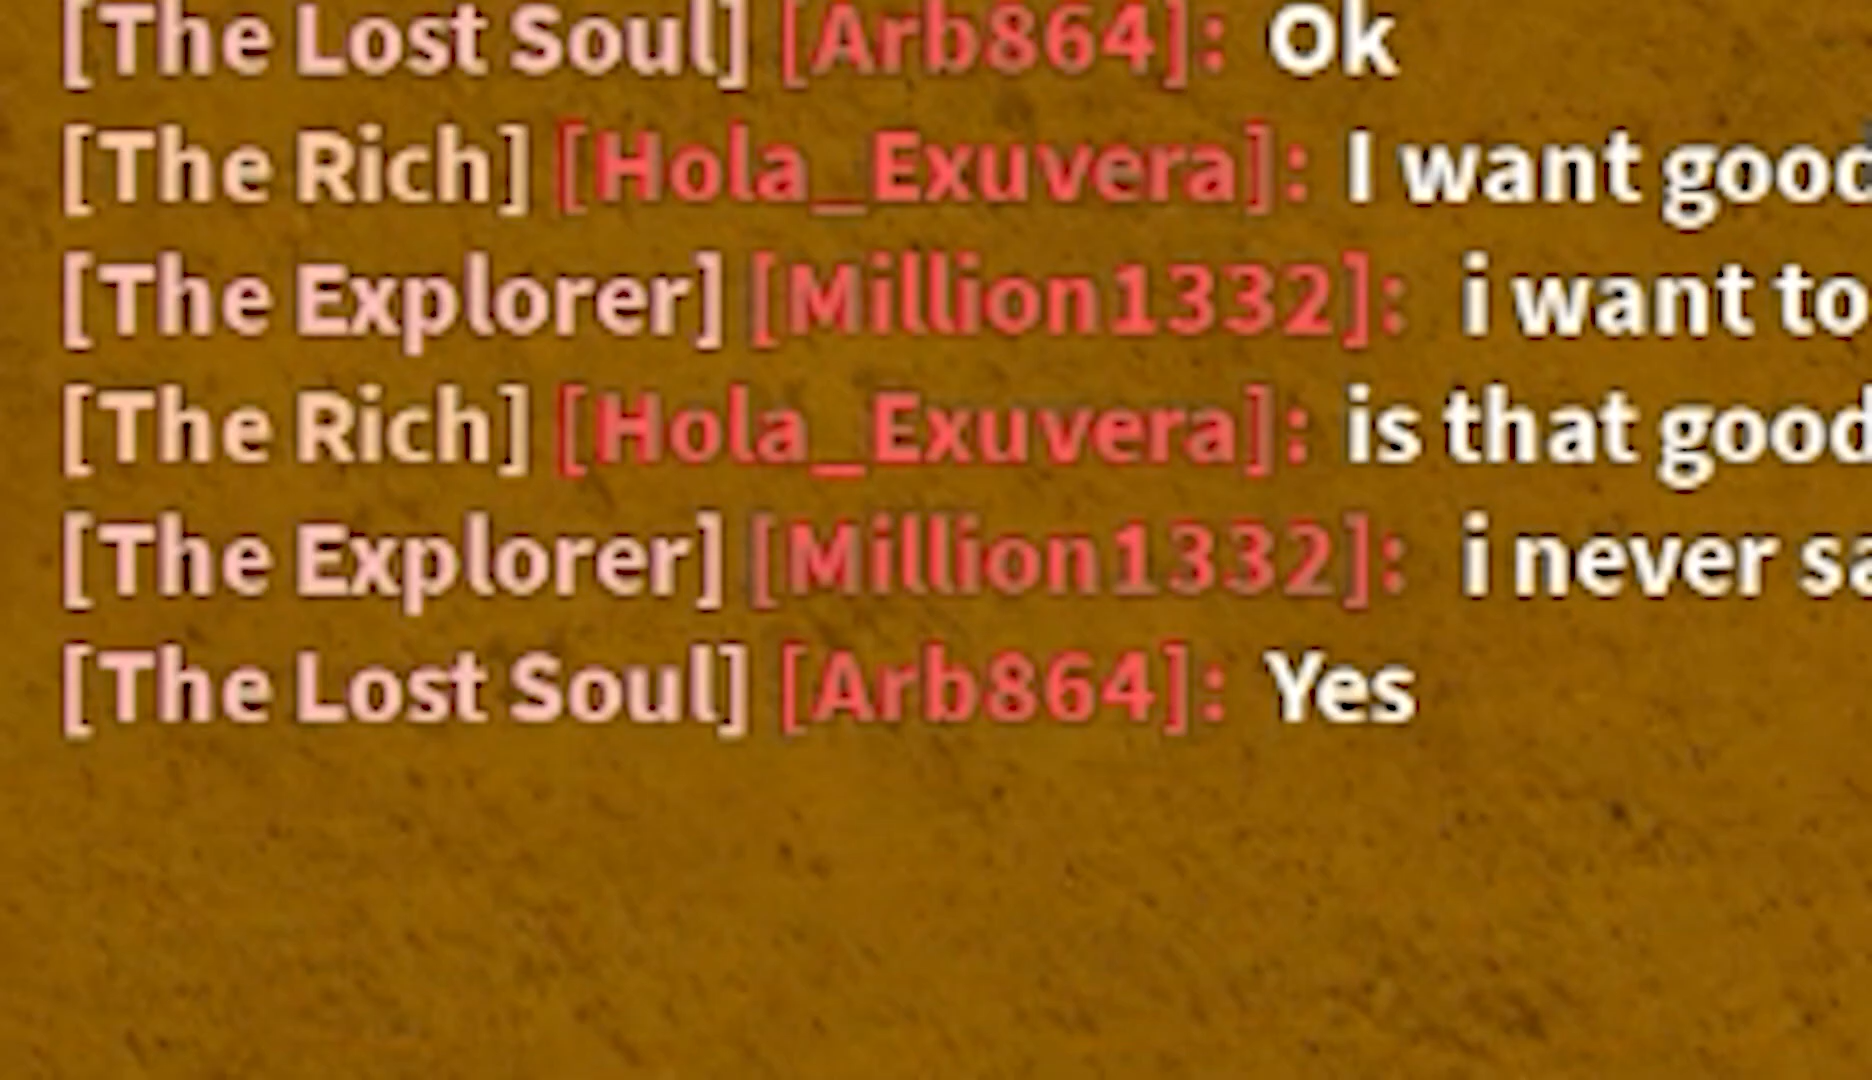 [The Lost Soul] [Arb864]: Ok
[The Rich] [Hola_Exuvera]: I want good
[The Explorer] [Million1332]: i want to
[The Rich] [Hola_Exuvera]: is that good
[The Explorer] [Million1332]: i never
[The Lost Soul] [Arb864]: Yes